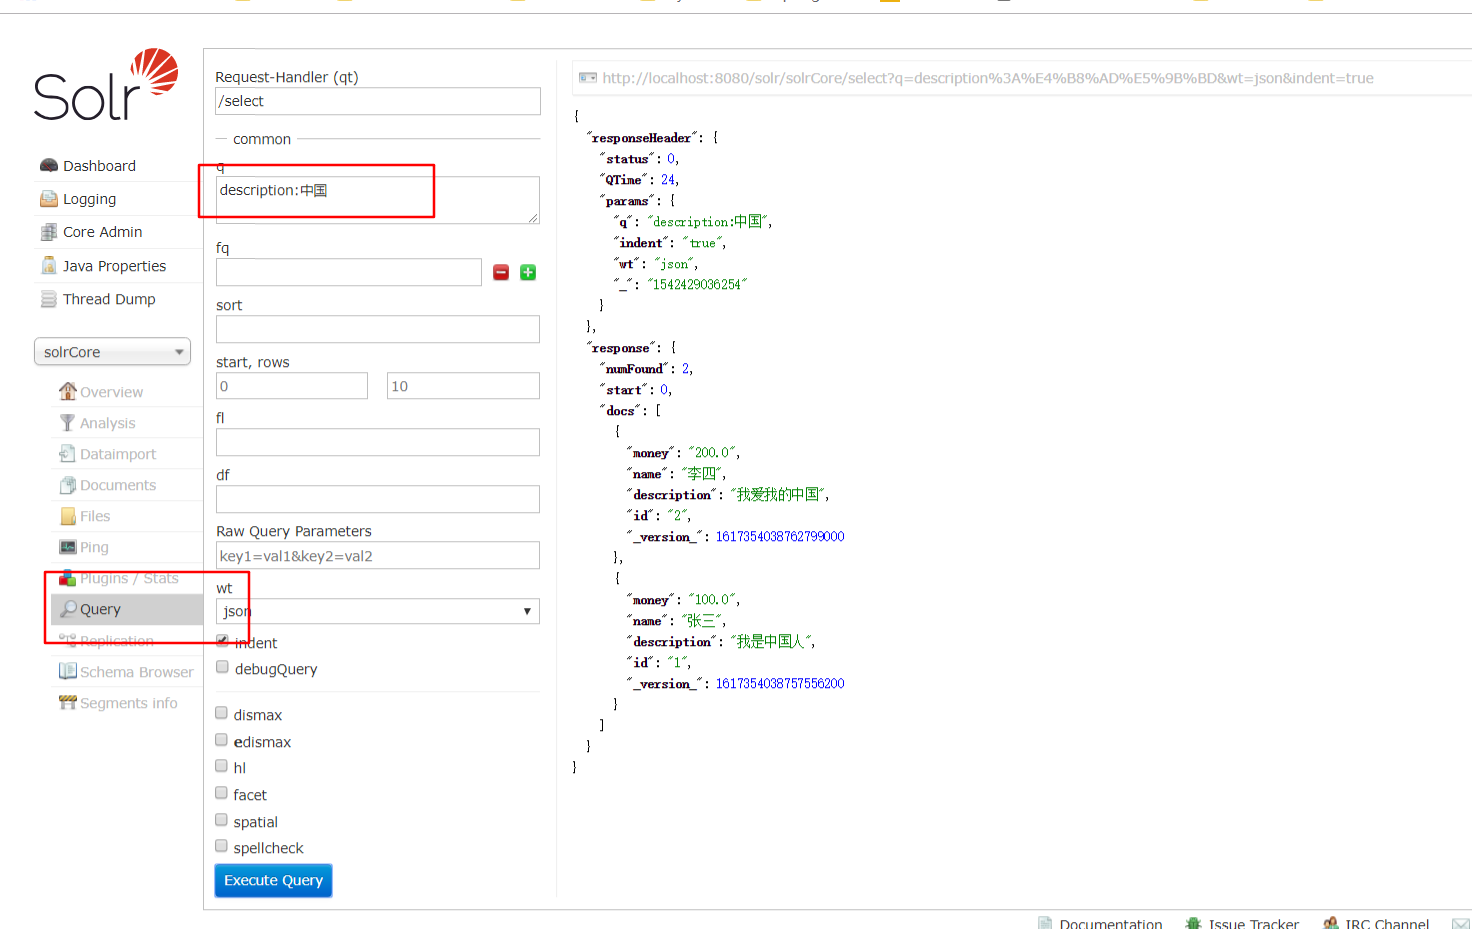 Solr
Dashboard
Logging
Core Admin
Java Properties
Thread Dump
solrCore
Overview
Analysis
Dataimport
Documents
Files
Ping
Plugins / Stats
Query
Replication
Schema Browser
Segments info
Request-Handler (qt)
/select
common
q
description:中国
fq
sort
start, rows
0 10
fl
df
Raw Query Parameters
key1=val1&key2=val2
wt
json
indent
debugQuery
dismax
edismax
hl
facet
spatial
spellcheck
Execute Query
http://localhost:8080/solr/solrCore/select?q=description%3A%E4%B8%AD%E5%9B%BD&wt=json&indent=true
{
"responseHeader": {
"status": 0,
"QTime": 24,
"params": {
"q": "description:中国",
"indent": "true",
"wt": "json",
"_": "1542429036254"
}
},
"response": {
"numFound": 2,
"start": 0,
"docs": [
{
"money": "200.0",
"name": "李四",
"description": "我爱我的中国",
"id": "2",
"_version_": 1617354038762799000
},
{
"money": "100.0",
"name": "张三",
"description": "我是中国人",
"id": "1",
"_version_": 1617354038757556200
}
]
}
}
Documentation Issue Tracker IRC Channel